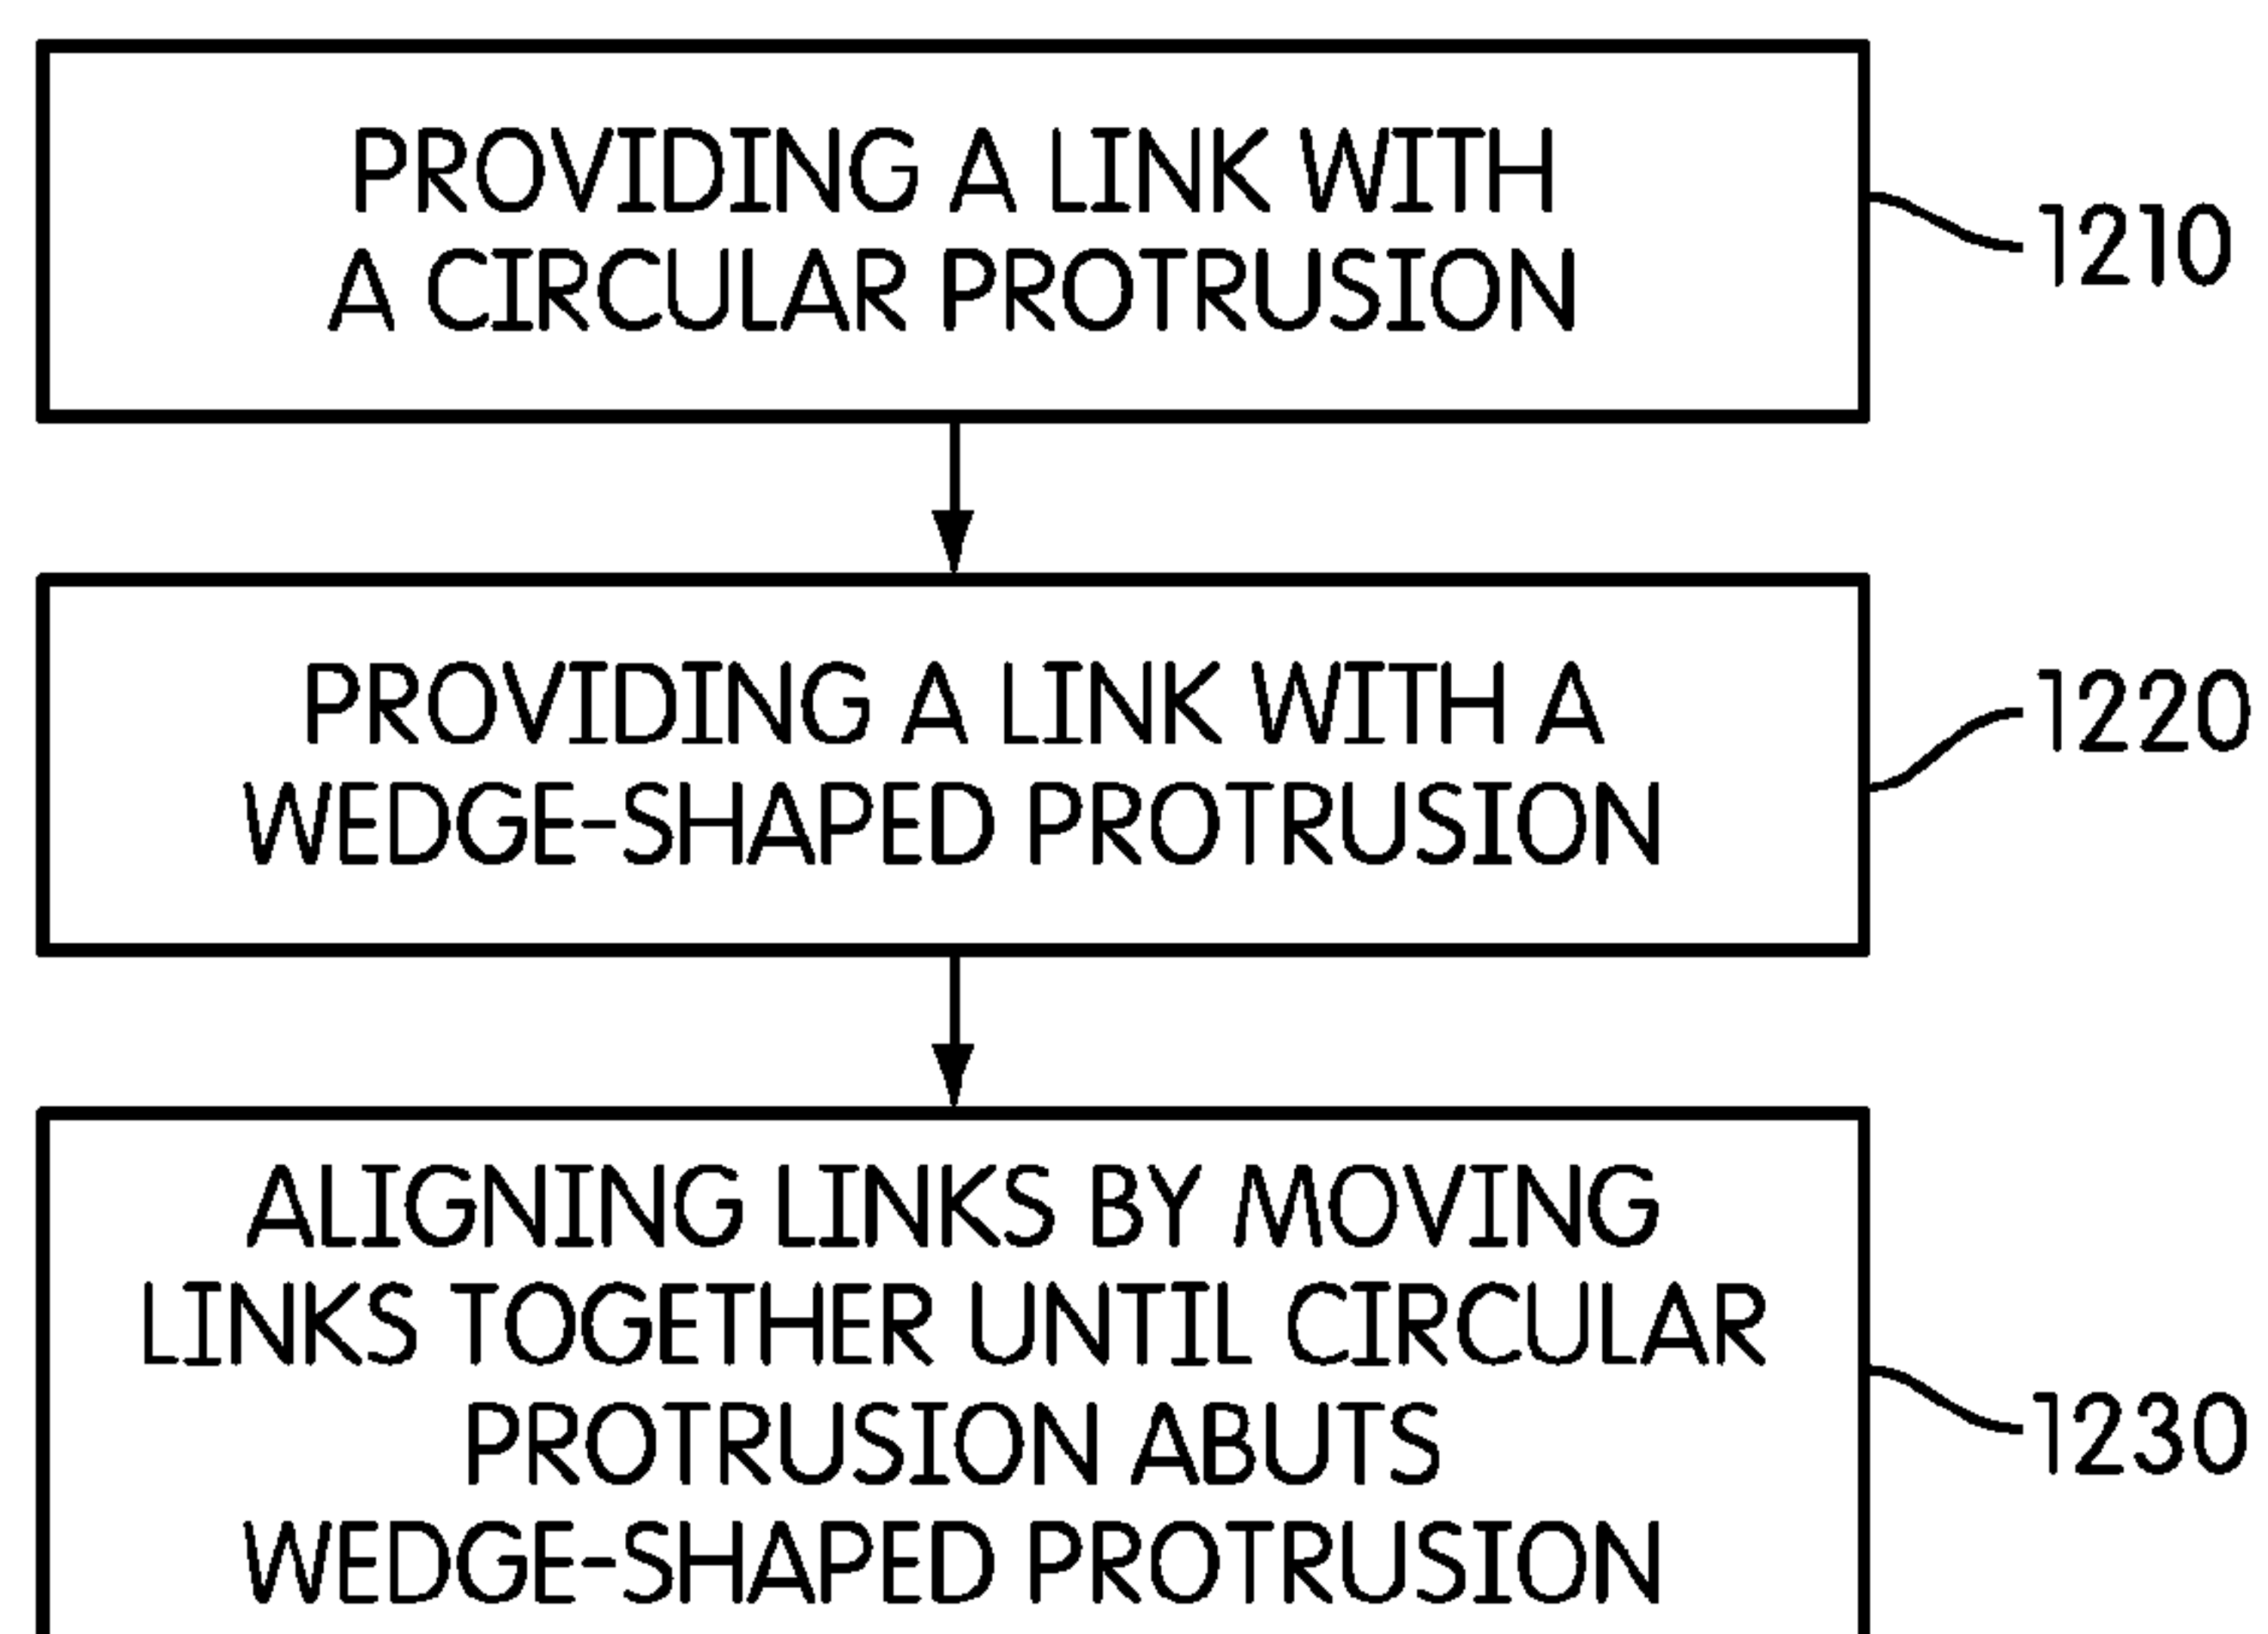 PROVIDING A LINK WITH
A CIRCULAR PROTRUSION
1210
PROVIDING A LINK WITH A
WEDGE-SHAPED PROTRUSION
1220
ALIGNING LINKS BY MOVING
LINKS TOGETHER UNTIL CIRCULAR
PROTRUSION ABUTS
WEDGE-SHAPED PROTRUSION
1230